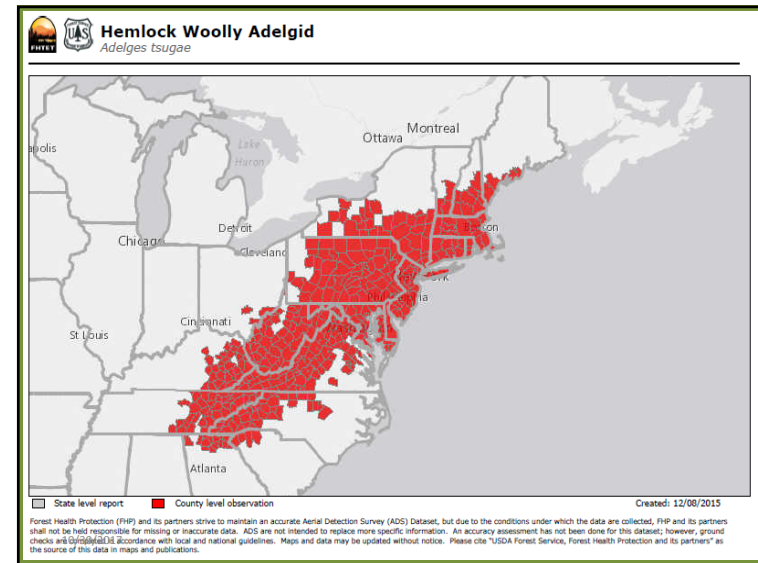 Hemlock Woolly Adelgid
Adelges tsugae
FHTET
UAS
Ottawa
Montreal
Lake
Huron
apolis
Detroit
Chicago
Cleveland
Boston
Philadelphia
Cincinnati
St Louis
Atlanta
State level report
County level observation
Created: 12/08/2015
Forest Health Protection (FHP) and its partners strive to maintain an accurate Aerial Detection Survey (ADS) Dataset, but due to the conditions under which the data are collected, FHP and its partners
shall not be held responsible for missing or inaccurate data. ADS are not intended to replace more specific information. An accuracy assessment has not been done for this dataset; however, ground
checks are completed in accordance with local and national guidelines. Maps and data may be updated without notice. Please cite "USDA Forest Service, Forest Health Protection and its partners" as
the source of this data in maps and publications.